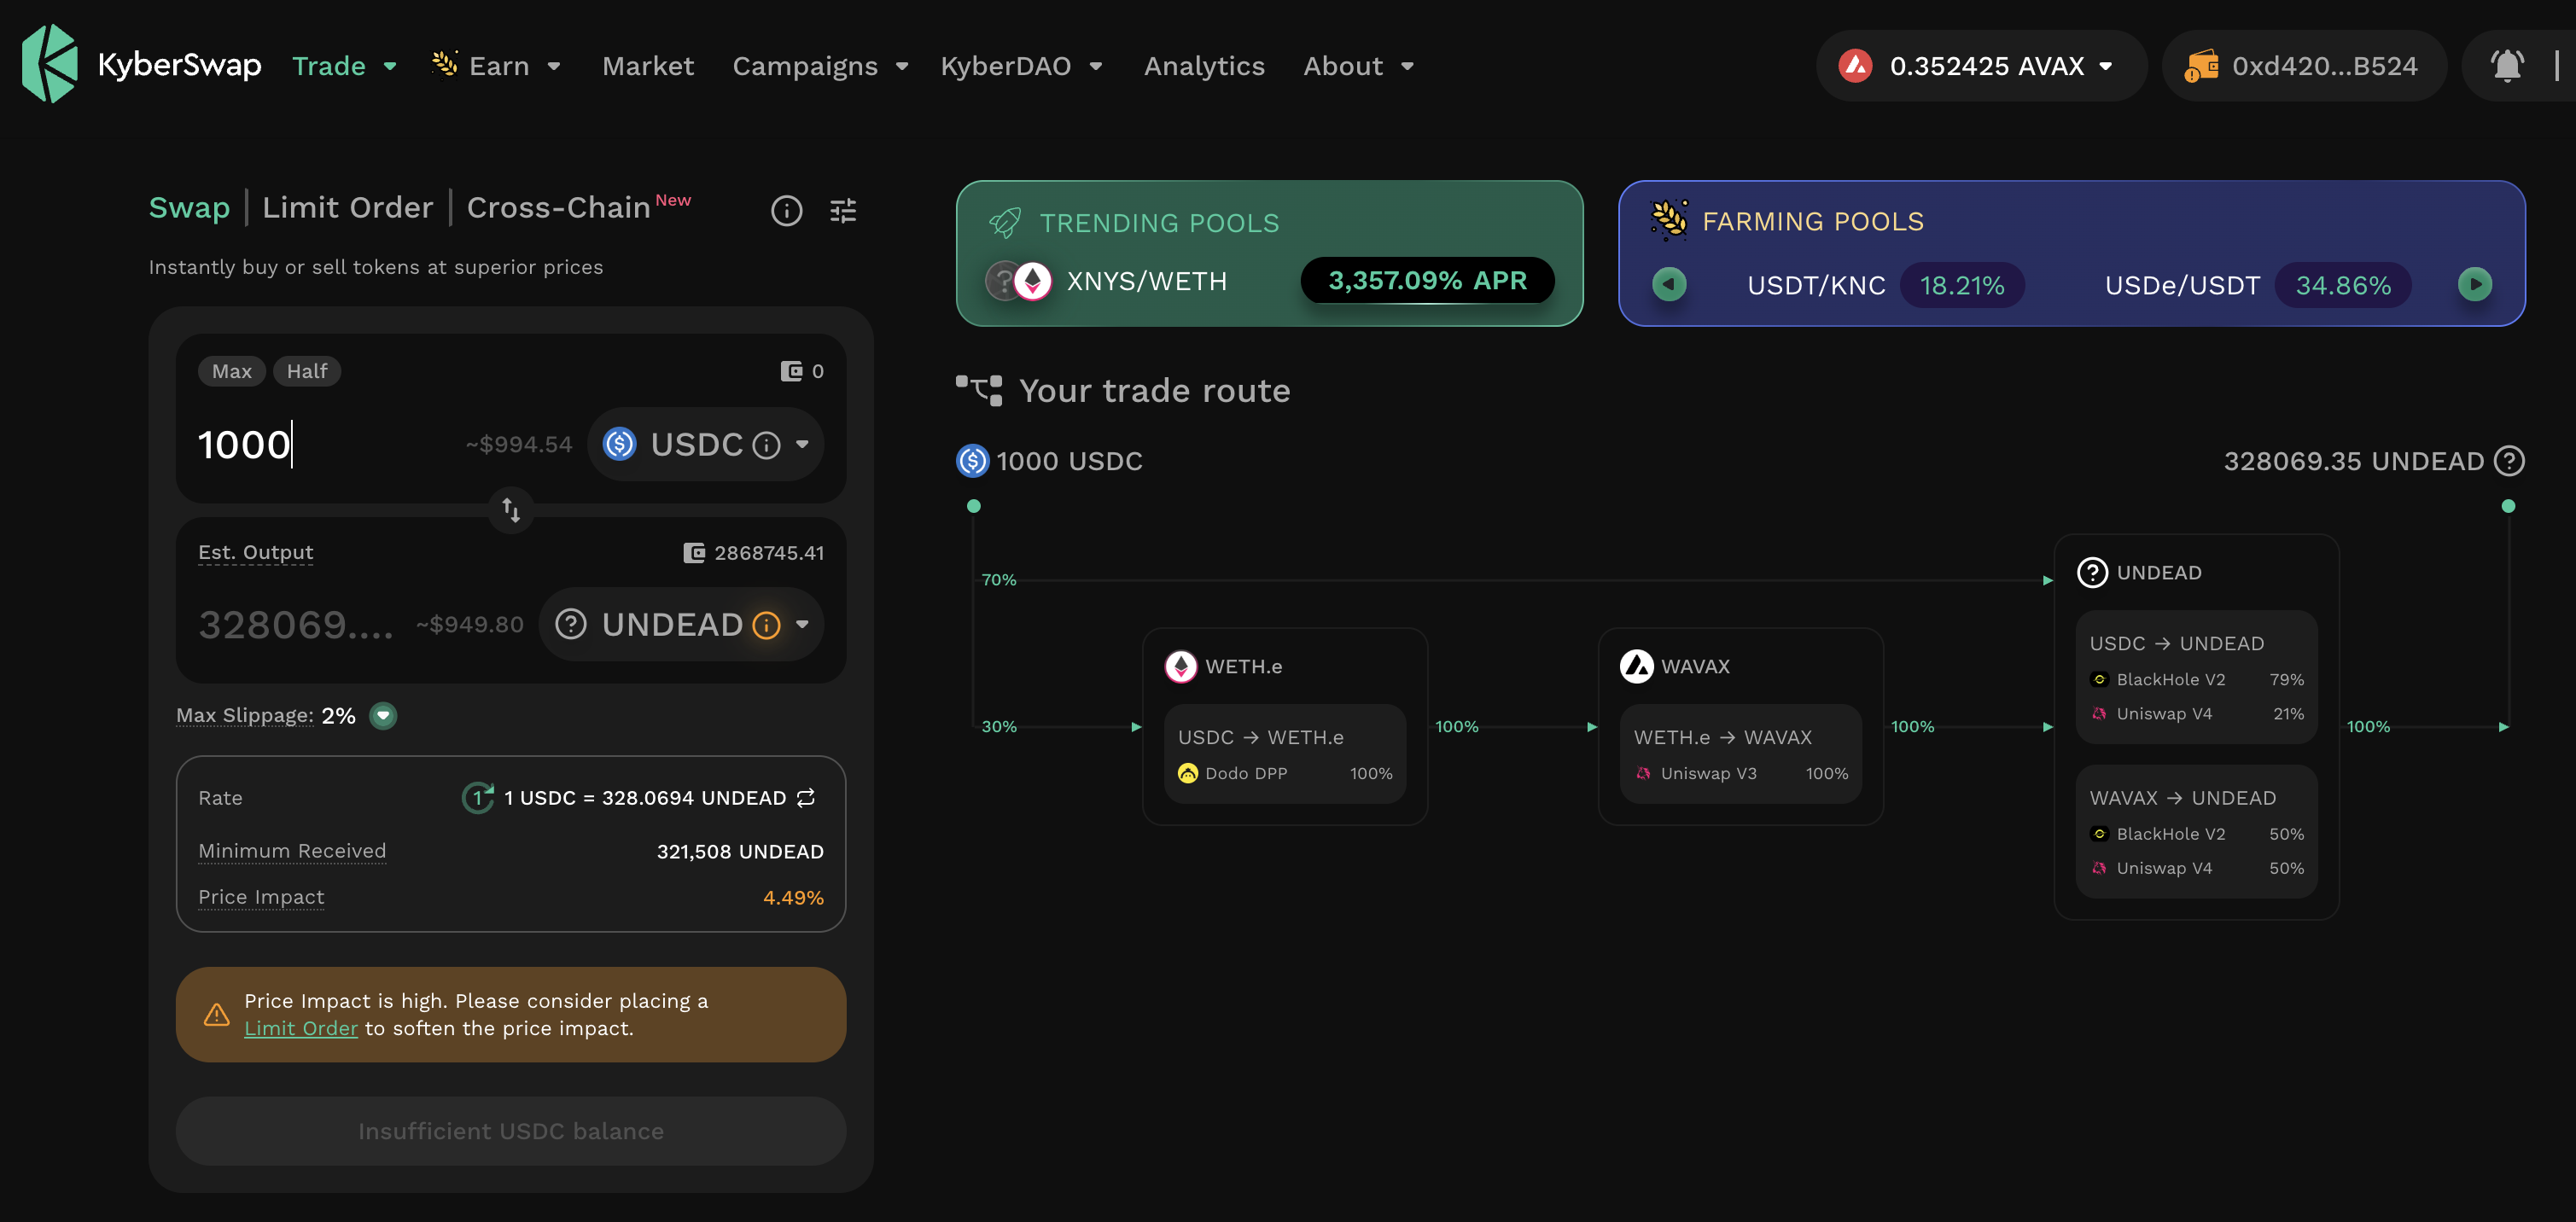 KyberSwap Trade Earn Market Campaigns KyberDAO Analytics About 0.352425 AVAX 0xd420...B524
Swap | Limit Order | Cross-Chain New
Instantly buy or sell tokens at superior prices
Max Half 0
1000 ~$994.54 USDC
Est. Output 2868745.41
328069.... ~$949.80 UNDEAD
Max Slippage: 2%
Rate 1 1 USDC = 328.0694 UNDEAD
Minimum Received 321,508 UNDEAD
Price Impact 4.49%
Price Impact is high. Please consider placing a
Limit Order to soften the price impact.
Insufficient USDC balance
TRENDING POOLS
XNYS/WETH 3,357.09% APR
FARMING POOLS
USDT/KNC 18.21% USDe/USDT 34.86%
Your trade route
1000 USDC 328069.35 UNDEAD
70%
30%
WETH.e
USDC → WETH.e
Dodo DPP 100%
100%
WAVAX
WETH.e → WAVAX
Uniswap V3 100%
100%
UNDEAD
USDC → UNDEAD
BlackHole V2 79%
Uniswap V4 21%
WAVAX → UNDEAD
BlackHole V2 50%
Uniswap V4 50%
100%